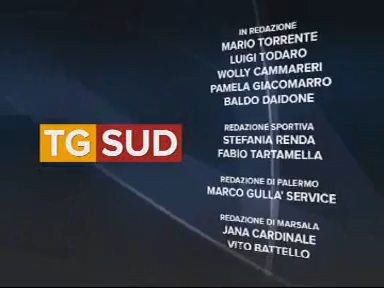 IN REDAZIONE
MARIO TORRENTE
LUIGI TODARO
WOLLY CAMMARERI
PAMELA GIACOMARRO
BALDO DAIDONE
REDAZIONE SPORTIVA
STEFANIA RENDA
FABIO TARTAMELLA
REDAZIONE DI PALERMO
MARCO GULLA' SERVICE
REDAZIONE DI MARSALA
JANA CARDINALE
VITO BATTELLO
TG SUD